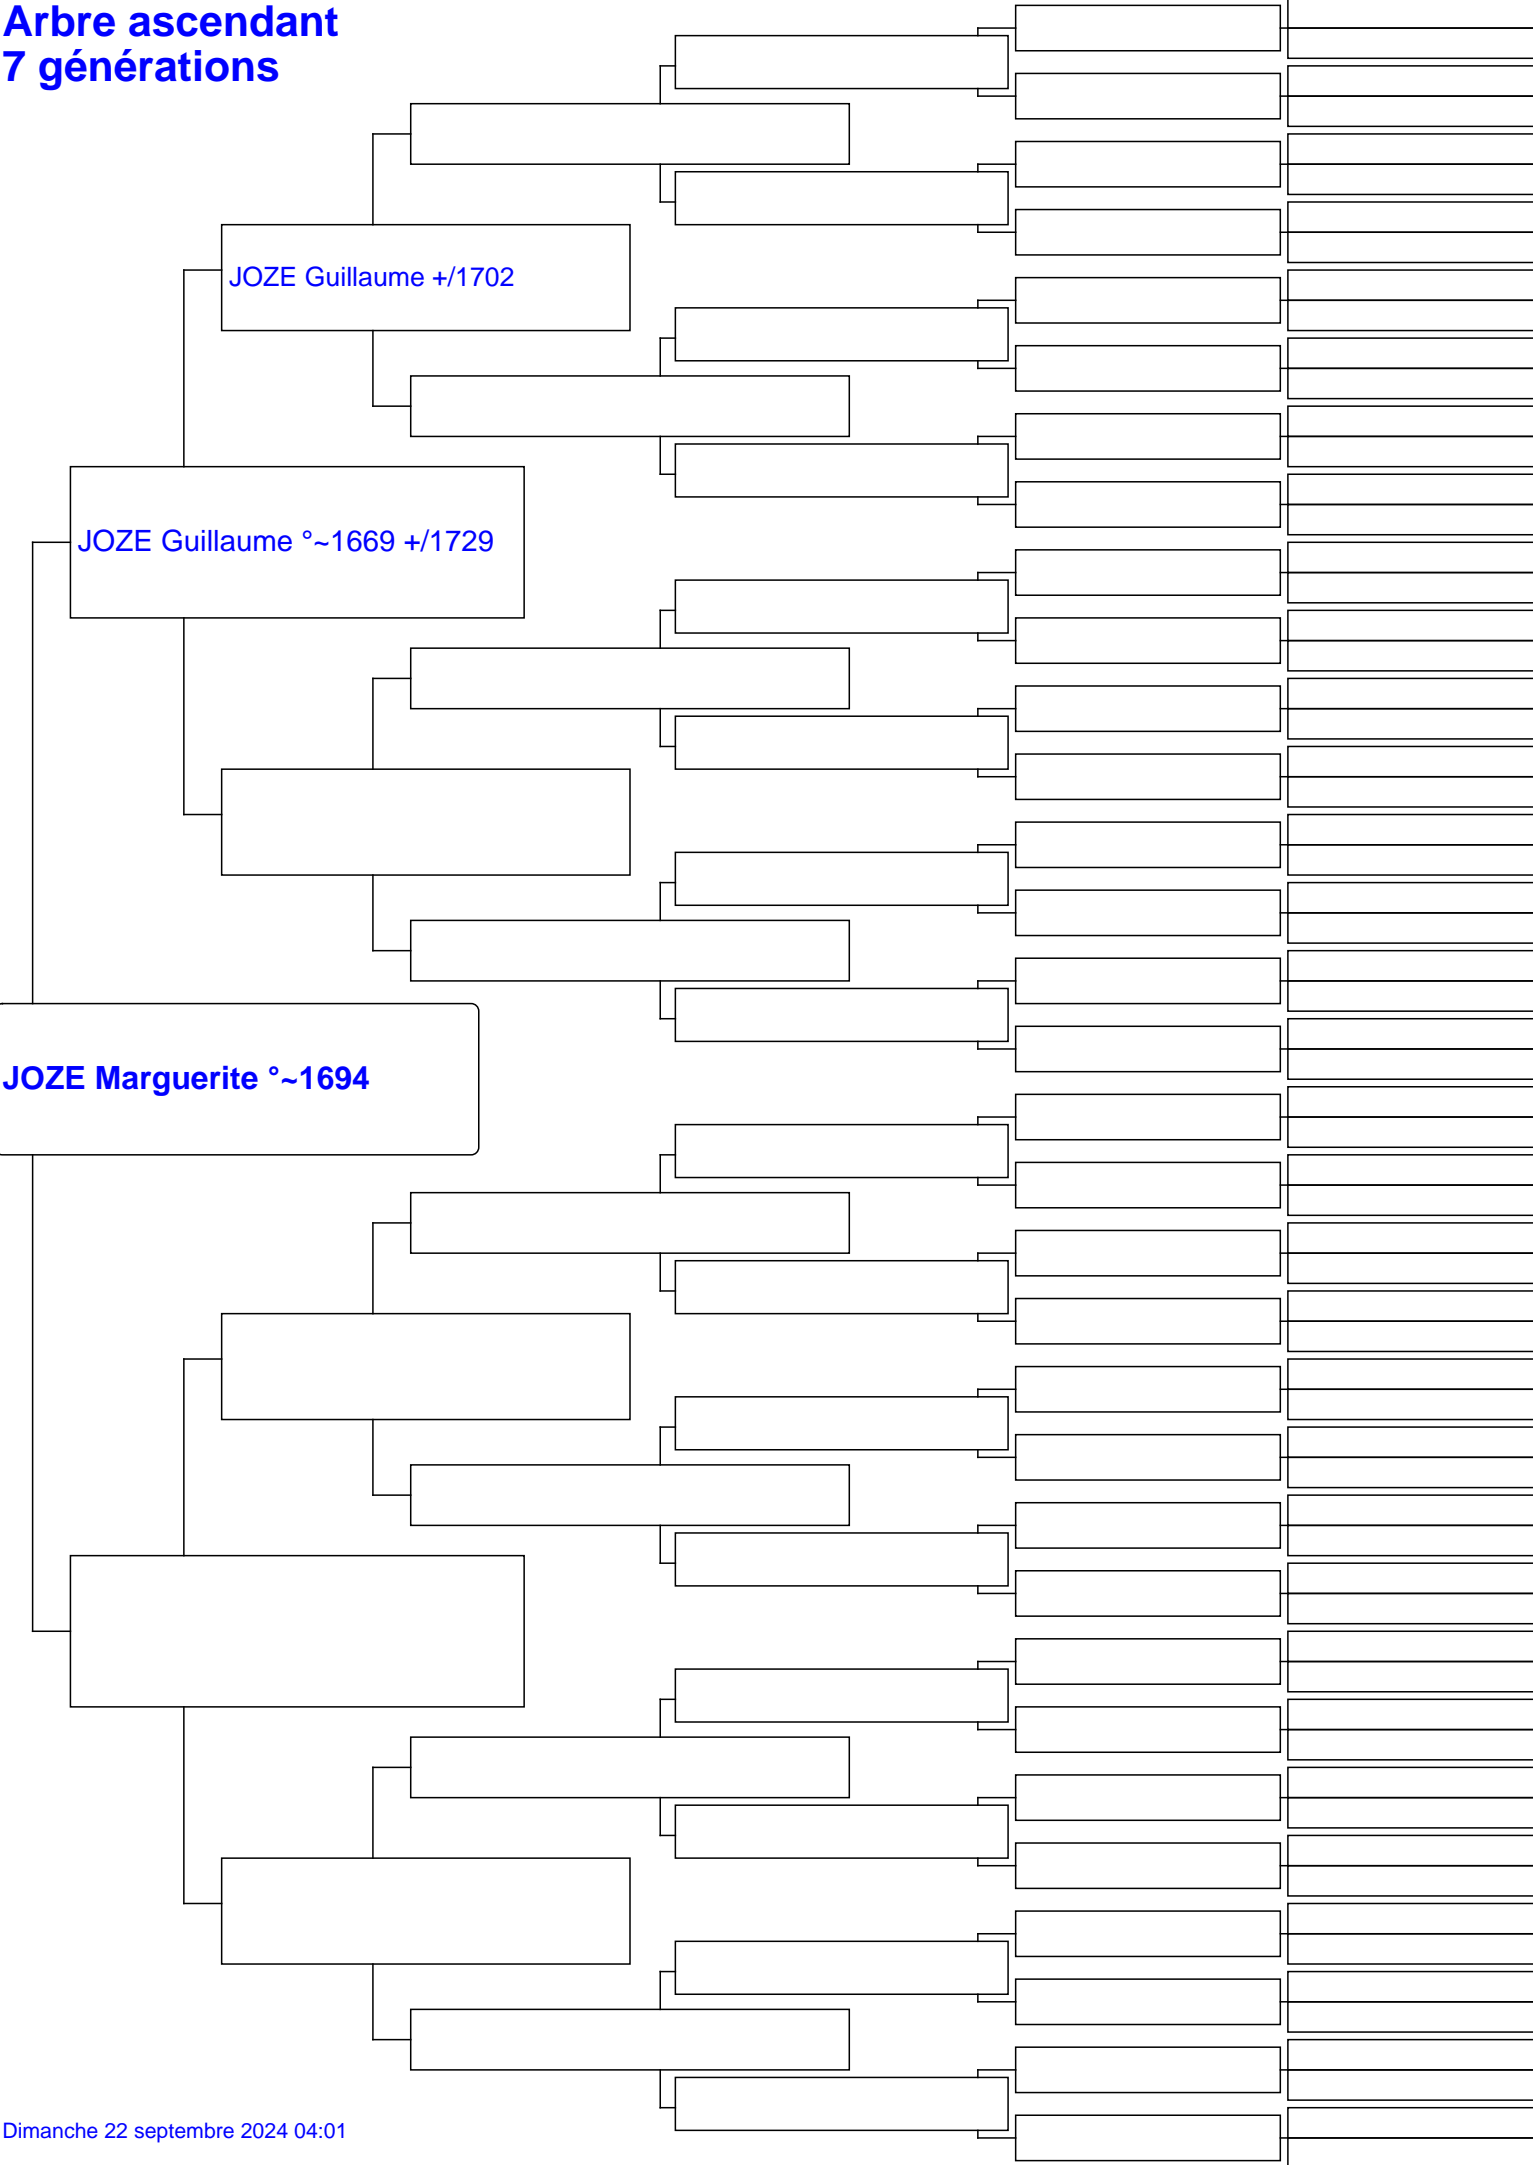 Arbre ascendant
7 générations
JOZE Guillaume +/1702
JOZE Guillaume °~1669 +/1729
JOZE Marguerite °~1694
Dimanche 22 septembre 2024 04:01